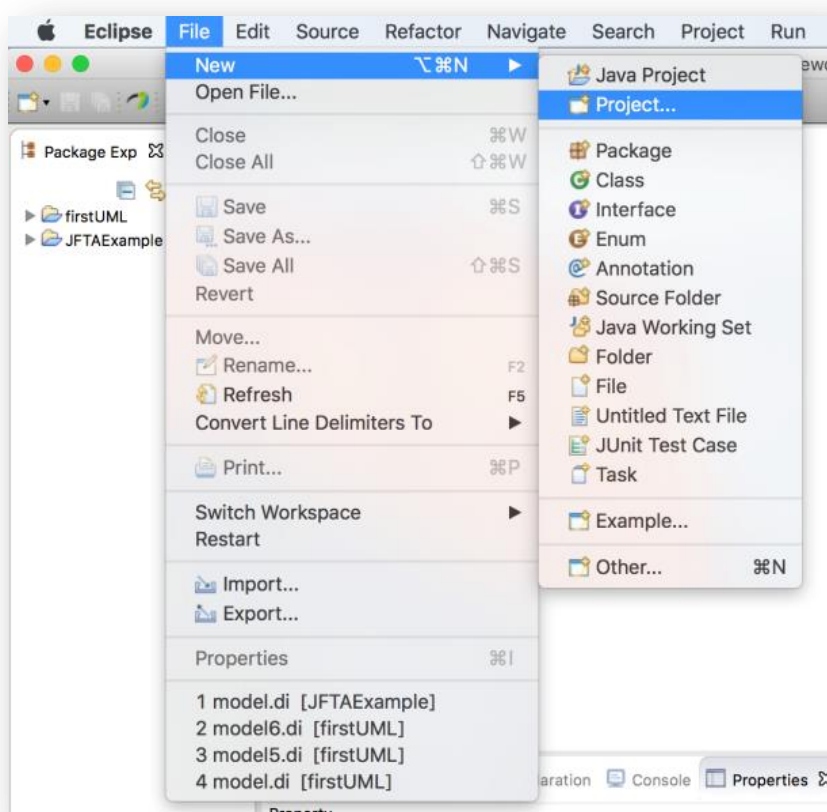 Eclipse File Edit Source Refactor Navigate Search Project Run
New ⌥⌘N ▶
Open File...
Close ⌘W
Close All ⇧⌘W
Save ⌘S
Save As...
Save All ⇧⌘S
Revert
Move...
Rename... F2
Refresh F5
Convert Line Delimiters To ▶
Print... ⌘P
Switch Workspace ▶
Restart
Import...
Export...
Properties ⌘I
1 model.di [JFTAExample]
2 model6.di [firstUML]
3 model5.di [firstUML]
4 model.di [firstUML]
Java Project
Project...
Package
Class
Interface
Enum
Annotation
Source Folder
Java Working Set
Folder
File
Untitled Text File
JUnit Test Case
Task
Example...
Other... ⌘N
Package Exp
firstUML
JFTAExample
Console Properties